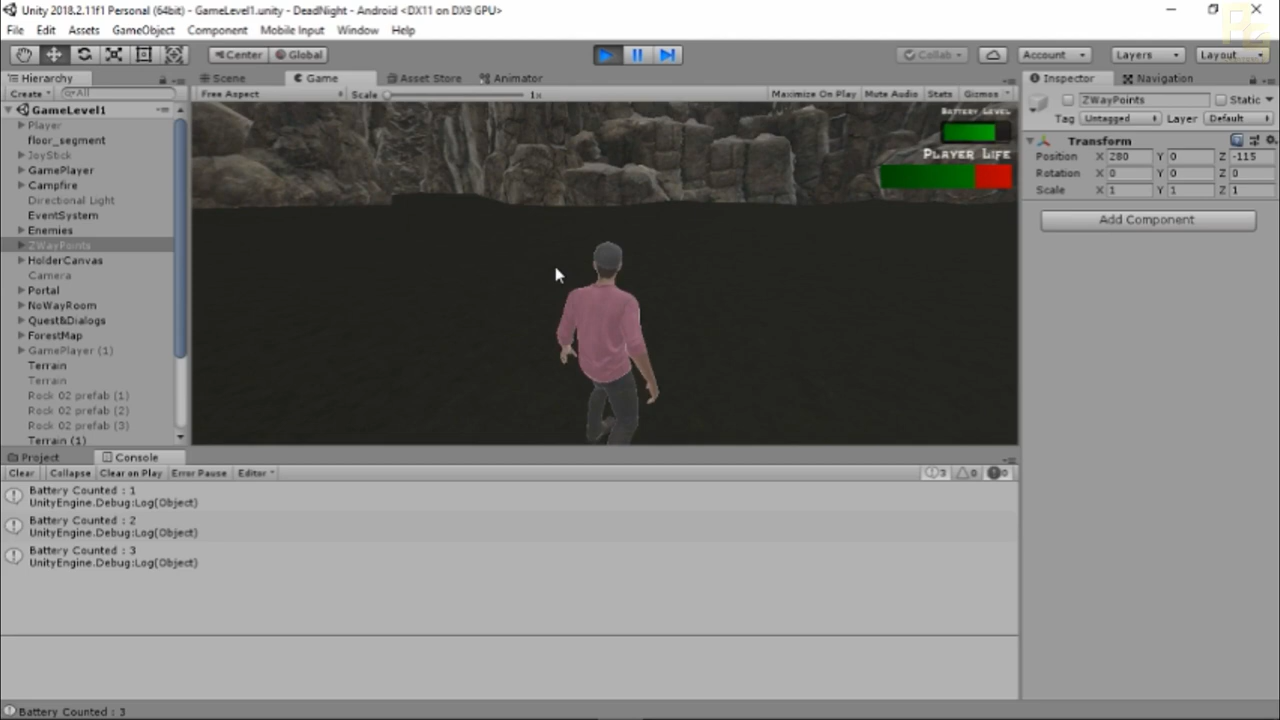 Unity 2018.2.11f1 Personal (64bit) - GameLevel1.unity - DeadNight - Android <DX11 on DX9 GPU>
File Edit Assets GameObject Component Mobile Input Window Help
Center Global Collab Account Layers Layout
Hierarchy Scene Game Asset Store Animator Inspector Navigation
Create All Free Aspect Scale 1x Maximize On Play Mute Audio Stats Gizmos
ZWayPoints Static
Tag Untagged Layer Default
Transform
Position X 280 Y 0 Z -115
Rotation X 0 Y 0 Z 0
Scale X 1 Y 1 Z 1
Add Component
GameLevel1
Player
floor_segment
JoyStick
GamePlayer
Campfire
Directional Light
EventSystem
Enemies
ZWayPoints
HolderCanvas
Camera
Portal
NoWayRoom
Quest&Dialogs
ForestMap
GamePlayer (1)
Terrain
Terrain
Rock 02 prefab (1)
Rock 02 prefab (2)
Rock 02 prefab (3)
Terrain (1)
Battery Level
Player Life
Project Console
Clear Collapse Clear on Play Error Pause Editor 3 0 0
Battery Counted : 1
UnityEngine.Debug:Log(Object)
Battery Counted : 2
UnityEngine.Debug:Log(Object)
Battery Counted : 3
UnityEngine.Debug:Log(Object)
Battery Counted : 3